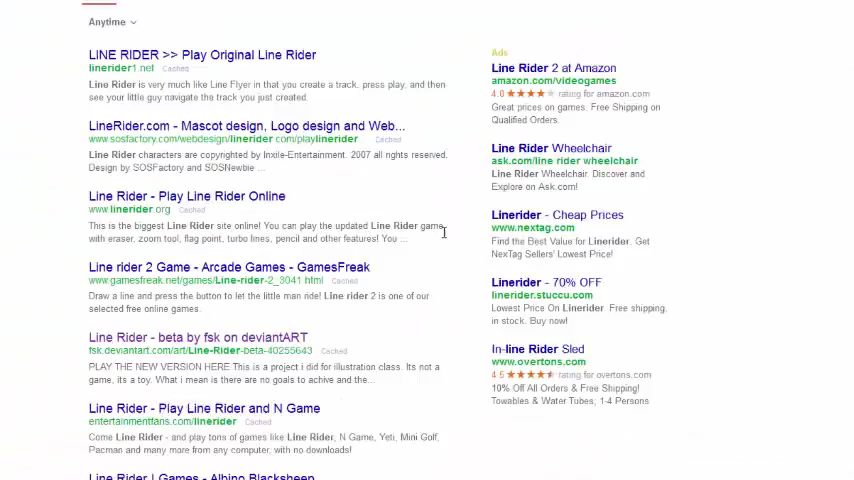 Anytime
LINE RIDER >> Play Original Line Rider
linerider1.net Cached
Line Rider is very much like Line Flyer in that you create a track, press play, and then
see your little guy navigate the track you just created.
LineRider.com - Mascot design, Logo design and Web...
www.sosfactory.com/webdesign/linerider com/playlinerider Cached
Line Rider characters are copyrighted by Inxile-Entertainment. 2007 all rights reserved.
Design by SOSFactory and SOSNewbie ...
Line Rider - Play Line Rider Online
www.linerider.org Cached
This is the biggest Line Rider site online! You can play the updated Line Rider game,
with eraser, zoom tool, flag point, turbo lines, pencil and other features! You ...
Line rider 2 Game - Arcade Games - GamesFreak
www.gamesfreak.net/games/Line-rider-2_3041 html Cached
Draw a line and press the button to let the little man ride! Line rider 2 is one of our
selected free online games.
Line Rider - beta by fsk on deviantART
fsk.deviantart.com/art/Line-Rider-beta-40255643 Cached
PLAY THE NEW VERSION HERE This is a project i did for illustration class. Its not a
game, its a toy. What i mean is there are no goals to achive and the...
Line Rider - Play Line Rider and N Game
entertainmentfans.com/linerider Cached
Come Line Rider - and play tons of games like Line Rider, N Game, Yeti, Mini Golf,
Pacman and many more from any computer, with no downloads!
Line Rider | Games - Albino Blacksheep
Ads
Line Rider 2 at Amazon
amazon.com/videogames
4.0 ★★★★★ rating for amazon.com
Great prices on games. Free Shipping on
Qualified Orders.
Line Rider Wheelchair
ask.com/line rider wheelchair
Line Rider Wheelchair. Discover and
Explore on Ask.com!
Linerider - Cheap Prices
www.nextag.com
Find the Best Value for Linerider. Get
NexTag Sellers' Lowest Price!
Linerider - 70% OFF
linerider.stuccu.com
Lowest Price On Linerider. Free shipping,
in stock. Buy now!
In-line Rider Sled
www.overtons.com
4.5 ★★★★★ rating for overtons.com
10% Off All Orders & Free Shipping!
Towables & Water Tubes; 1-4 Persons